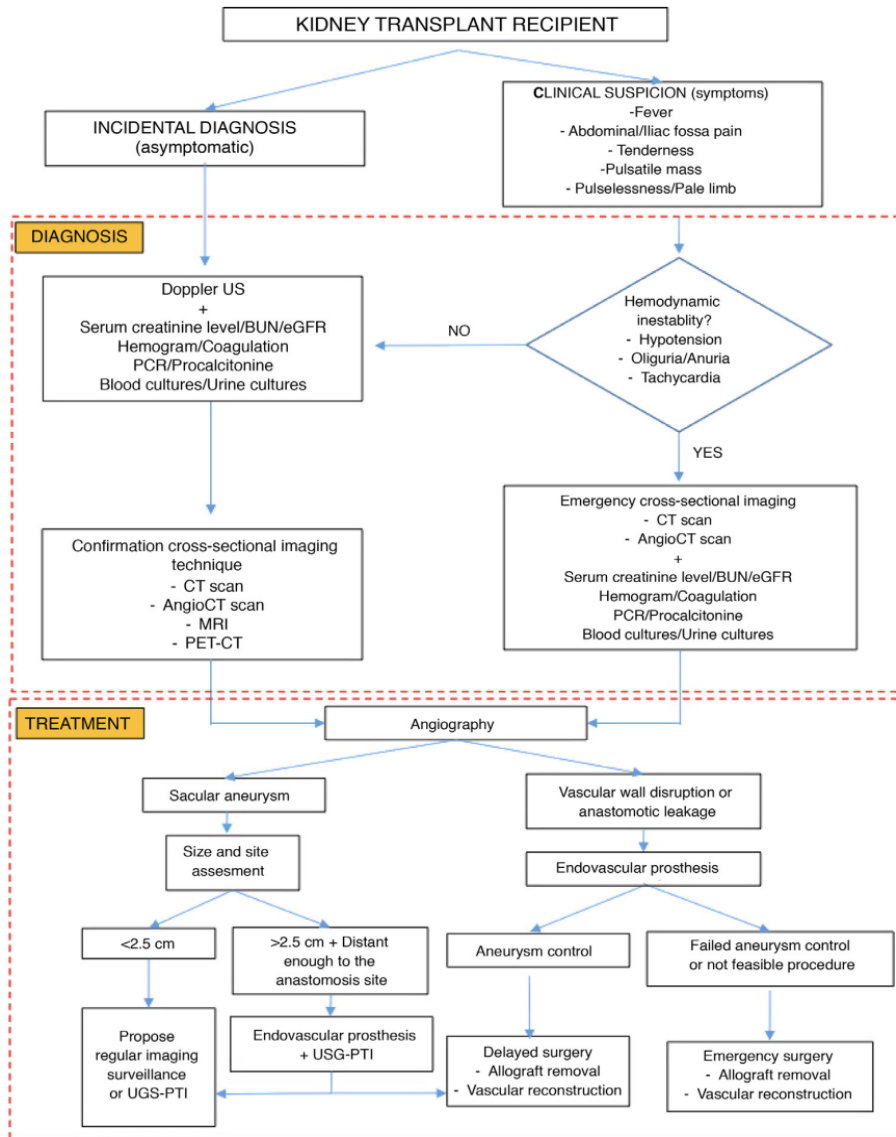 KIDNEY TRANSPLANT RECIPIENT
INCIDENTAL DIAGNOSIS
(asymptomatic)
CLINICAL SUSPICION (symptoms)
-Fever
- Abdominal/Iliac fossa pain
- Tenderness
-Pulsatile mass
- Pulselessness/Pale limb
DIAGNOSIS
Doppler US
+
Serum creatinine level/BUN/eGFR
Hemogram/Coagulation
PCR/Procalcitonine
Blood cultures/Urine cultures
NO
Hemodynamic
inestablity?
- Hypotension
- Oliguria/Anuria
- Tachycardia
YES
Confirmation cross-sectional imaging
technique
- CT scan
- AngioCT scan
- MRI
- PET-CT
Emergency cross-sectional imaging
- CT scan
- AngioCT scan
+
Serum creatinine level/BUN/eGFR
Hemogram/Coagulation
PCR/Procalcitonine
Blood cultures/Urine cultures
TREATMENT
Angiography
Sacular aneurysm
Vascular wall disruption or
anastomotic leakage
Size and site
assesment
Endovascular prosthesis
<2.5 cm
>2.5 cm + Distant
enough to the
anastomosis site
Aneurysm control
Failed aneurysm control
or not feasible procedure
Propose
regular imaging
surveillance
or UGS-PTI
Endovascular prosthesis
+ USG-PTI
Delayed surgery
- Allograft removal
- Vascular reconstruction
Emergency surgery
- Allograft removal
- Vascular reconstruction